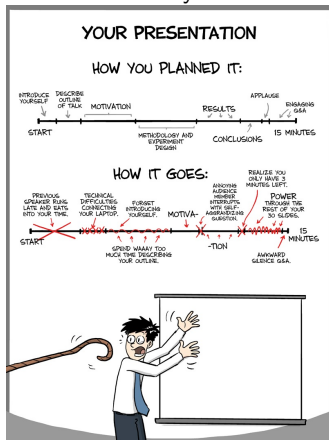 YOUR PRESENTATION
HOW YOU PLANNED IT:
INTRODUCE
YOURSELF
DESCRIBE
OUTLINE
OF TALK
MOTIVATION
RESULTS
APPLAUSE
ENGAGING
Q&A
START
METHODOLOGY AND
EXPERIMENT
DESIGN
CONCLUSIONS
15 MINUTES
HOW IT GOES:
PREVIOUS
SPEAKER RUNS
LATE AND EATS
INTO YOUR TIME.
TECHNICAL
DIFFICULTIES
CONNECTING
YOUR LAPTOP.
FORGET
INTRODUCING
YOURSELF.
MOTIVA-
ANNOYING
AUDIENCE
MEMBER
INTERRUPTS
WITH SELF-
AGGRANDIZING
QUESTION.
REALIZE YOU
ONLY HAVE 3
MINUTES LEFT.
POWER
THROUGH THE
REST OF YOUR
30 SLIDES.
START
SPEND WAAAY TOO
MUCH TIME DESCRIBING
YOUR OUTLINE.
-TION
AWKWARD
SILENCE Q&A.
15
MINUTES